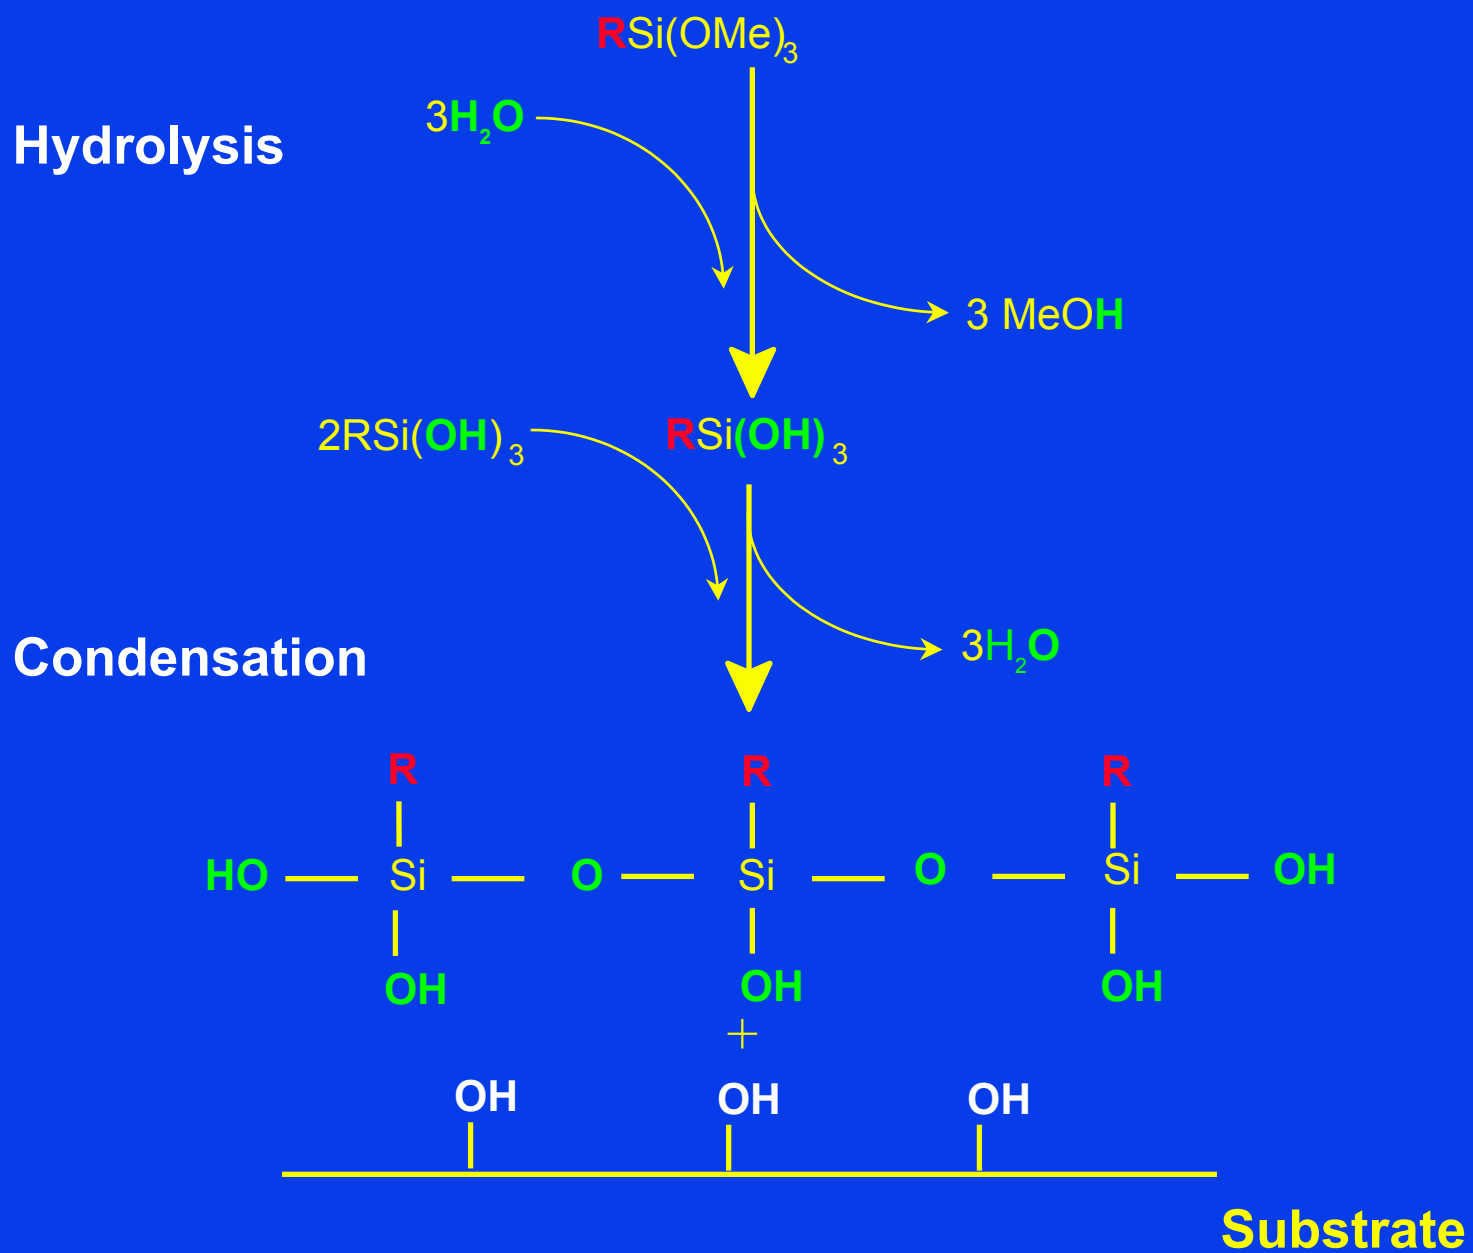 RSi(OMe)3
3H2O
Hydrolysis
3 MeOH
2RSi(OH)3 RSi(OH)3
Condensation
3H2O
R R R
HO Si O Si O Si OH
OH OH OH
+
OH OH OH
Substrate